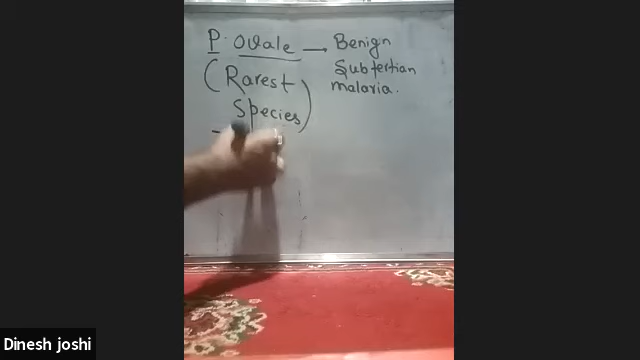 P. Ovale → Benign
Subtertian
malaria.
(Rarest
Species)
Dinesh joshi